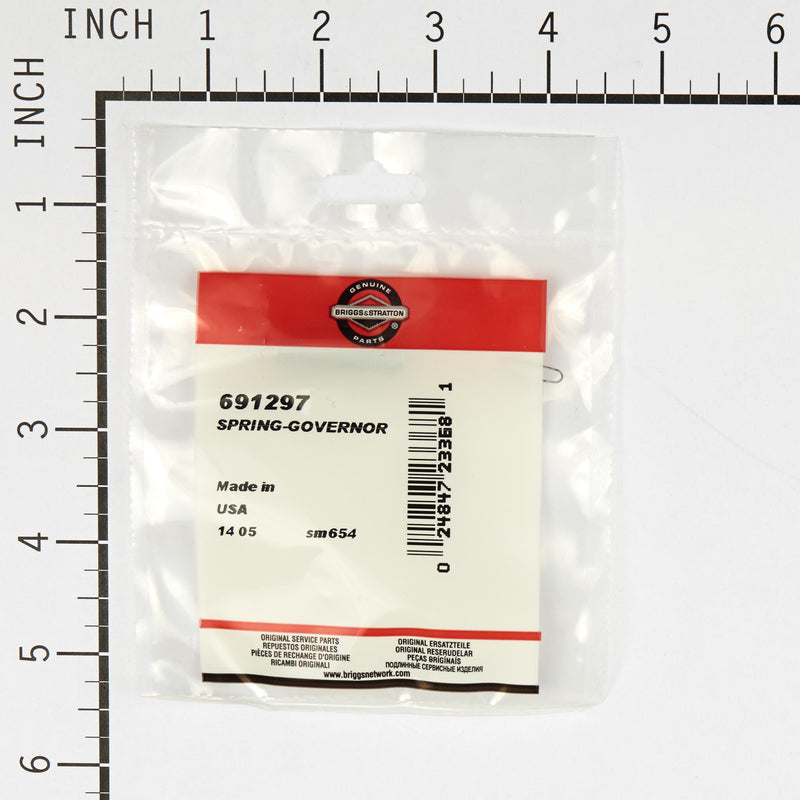 INCH 1 2 3 4 5 6
INCH
1
2
3
4
5
6
GENUINE
BRIGGS&STRATTON
®
PARTS
691297
SPRING-GOVERNOR
Made in
USA
14 05 sm654
0 24847 23368 1
ORIGINAL SERVICE PARTS
REPUESTOS ORIGINALES
PIÈCES DE RECHANGE D'ORIGINE
RICAMBI ORIGINALI
ORIGINAL ERSATZTEILE
ORIGINAL RESERUDELAR
PEÇAS ORIGINAIS
ПОДЛИННЫЕ СЕРВИСНЫЕ ИЗДЕЛИЯ
www.briggsnetwork.com